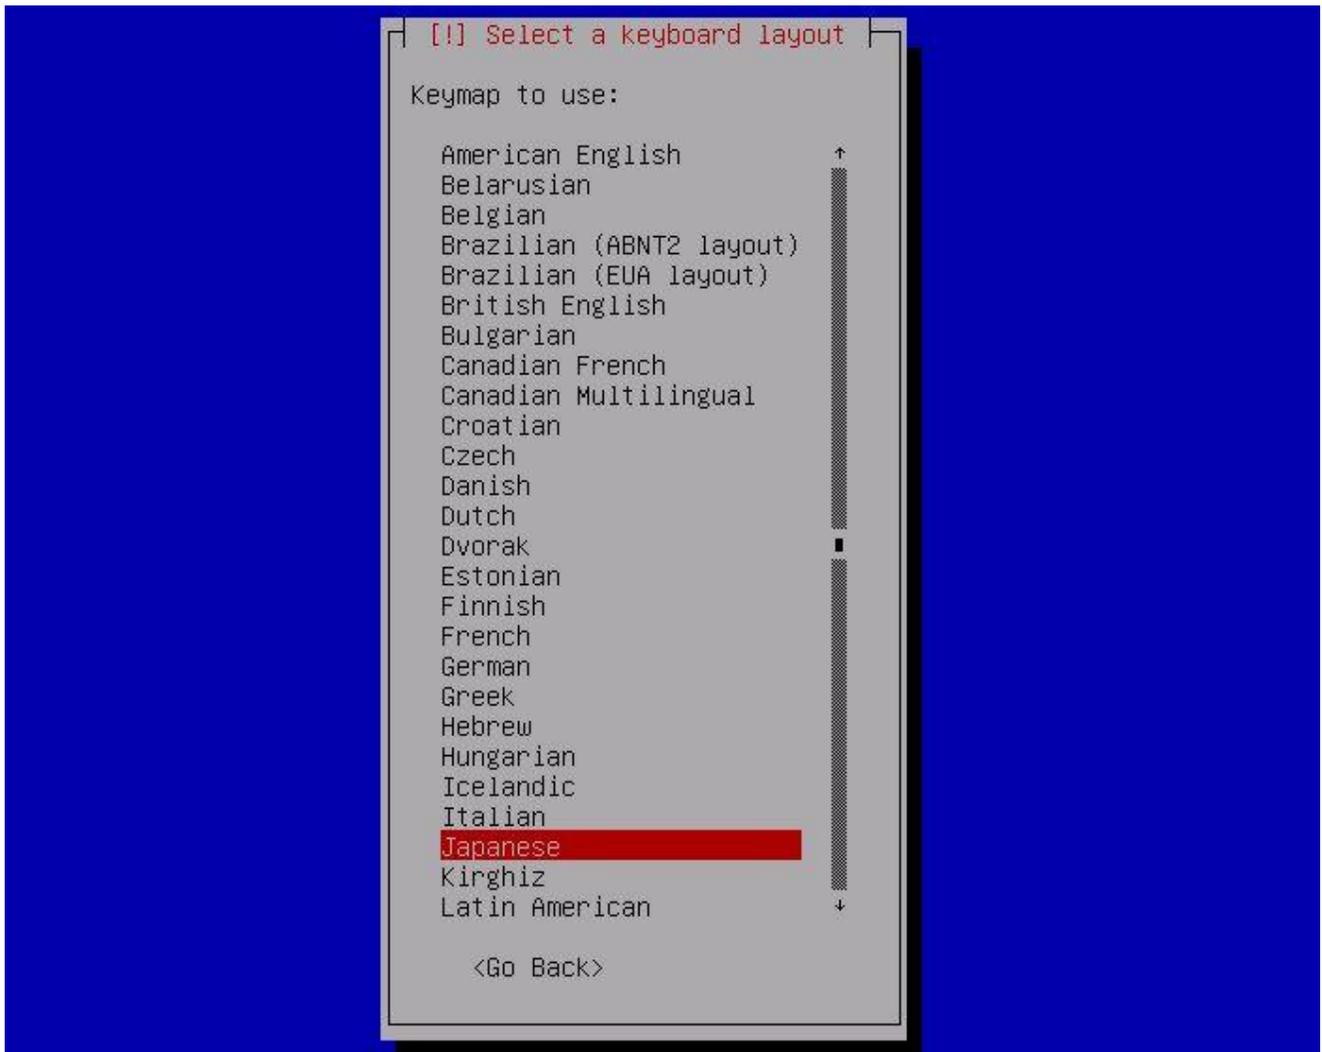 [!] Select a keyboard layout
Keymap to use:
American English
Belarusian
Belgian
Brazilian (ABNT2 layout)
Brazilian (EUA layout)
British English
Bulgarian
Canadian French
Canadian Multilingual
Croatian
Czech
Danish
Dutch
Dvorak
Estonian
Finnish
French
German
Greek
Hebrew
Hungarian
Icelandic
Italian
Japanese
Kirghiz
Latin American
<Go Back>